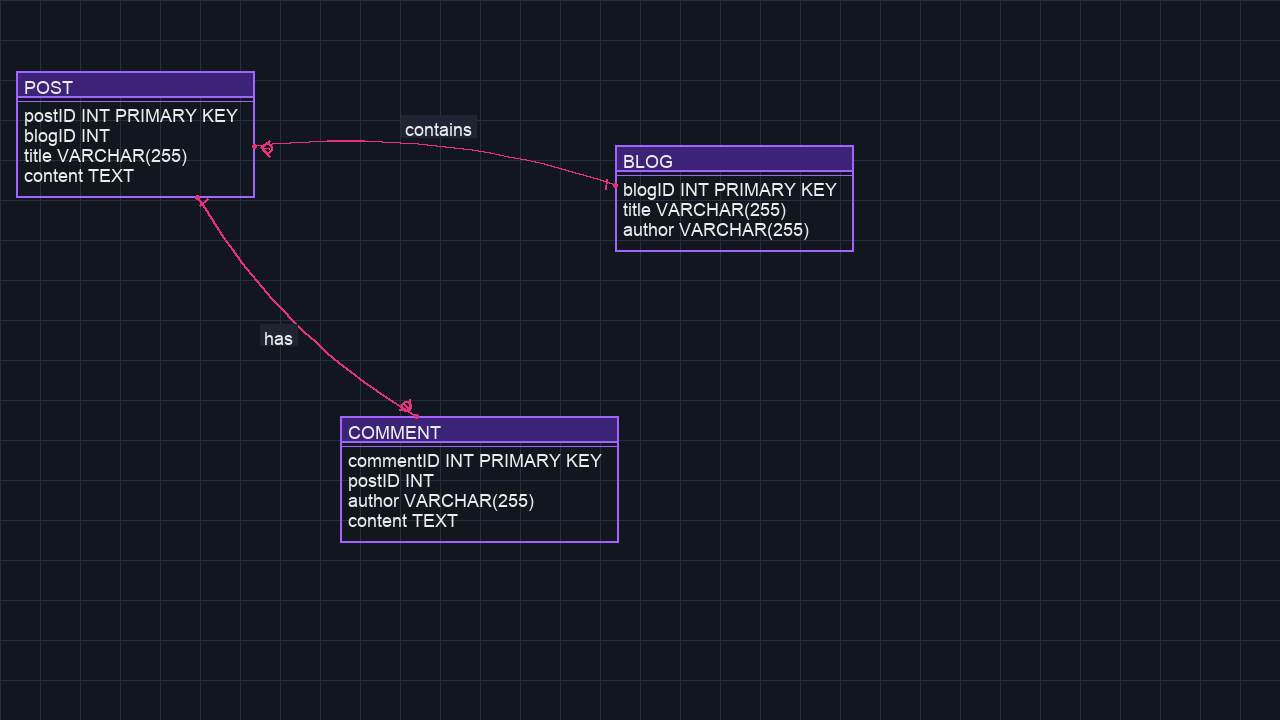 POST
postID INT PRIMARY KEY
blogID INT
title VARCHAR(255)
content TEXT
contains
BLOG
blogID INT PRIMARY KEY
title VARCHAR(255)
author VARCHAR(255)
has
COMMENT
commentID INT PRIMARY KEY
postID INT
author VARCHAR(255)
content TEXT